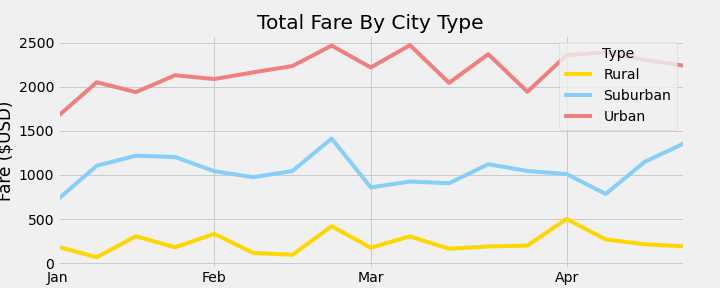 Total Fare By City Type
Fare ($USD)
2500
2000
1500
1000
500
0
Jan
Feb
Mar
Apr
Type
Rural
Suburban
Urban